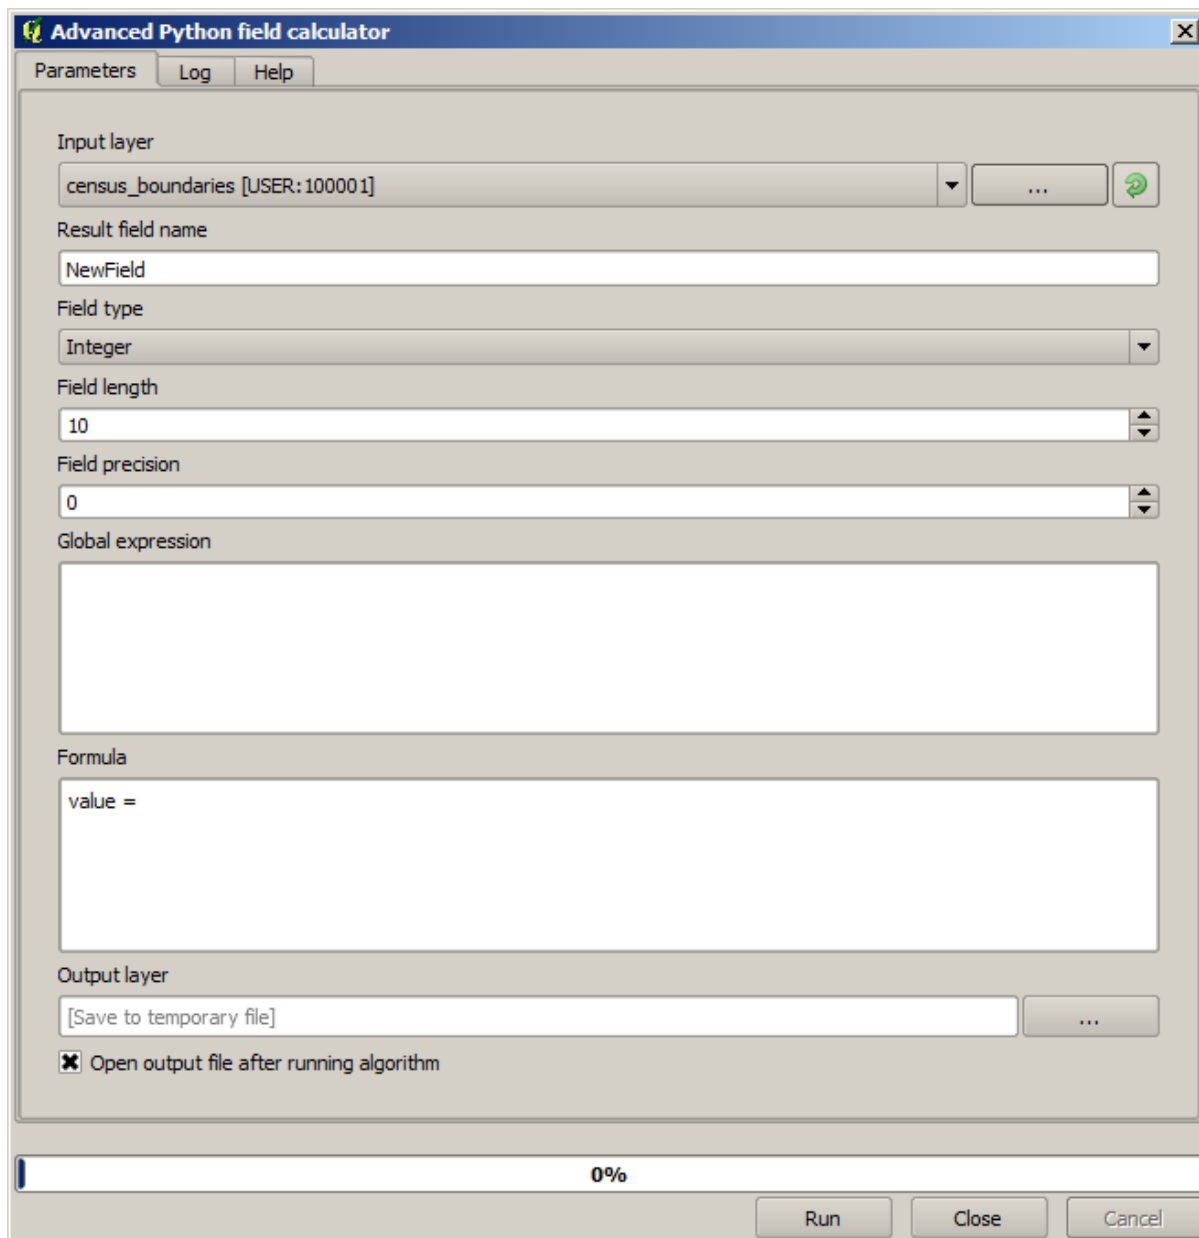 Advanced Python field calculator
Parameters Log Help
Input layer
census_boundaries [USER:100001] ...
Result field name
NewField
Field type
Integer
Field length
10
Field precision
0
Global expression
Formula
value =
Output layer
[Save to temporary file] ...
Open output file after running algorithm
0%
Run Close Cancel